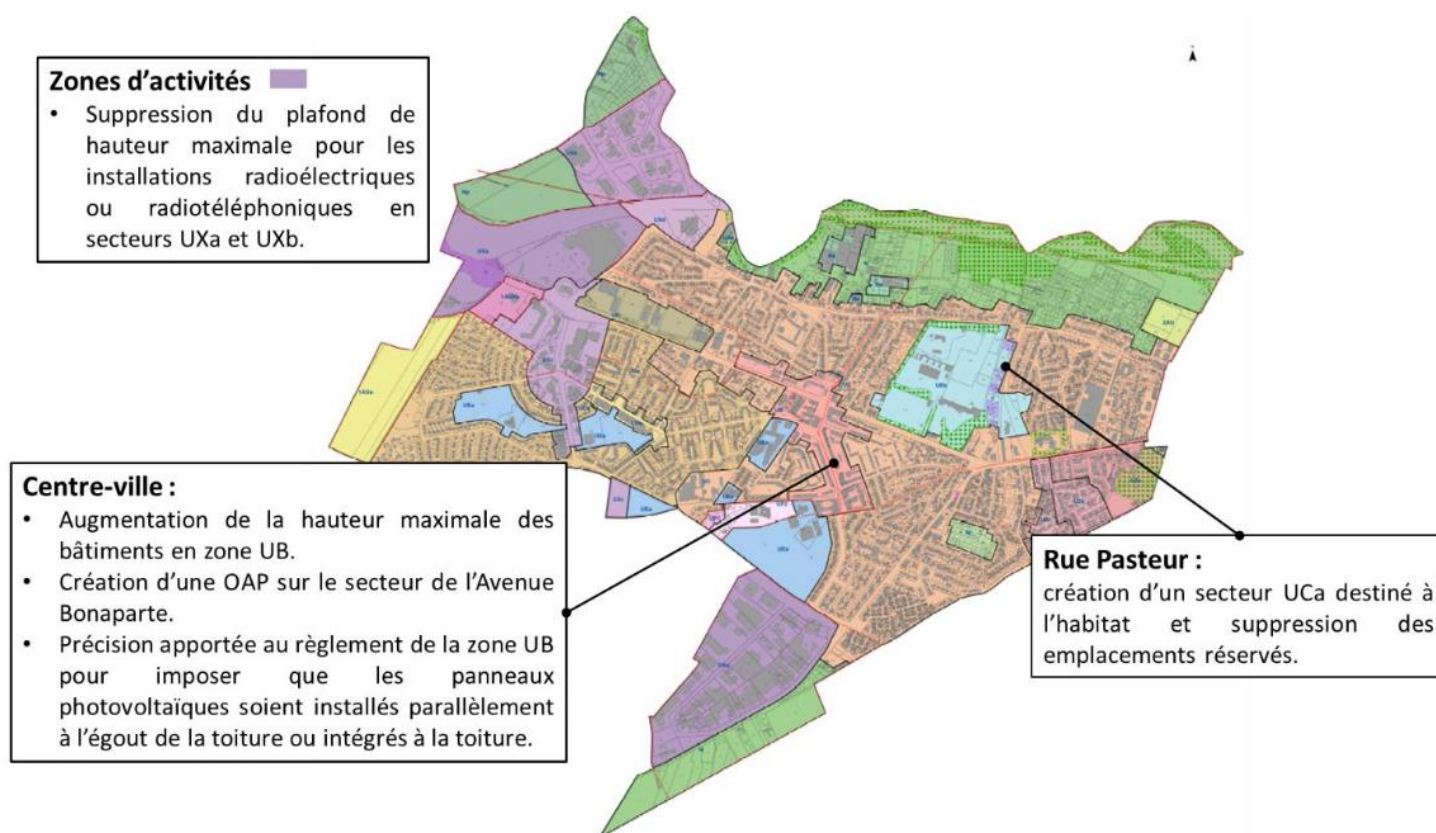 Zones d'activités
• Suppression du plafond de
hauteur maximale pour les
installations radioélectriques
ou radiotéléphoniques en
secteurs UXa et UXb.
Centre-ville :
• Augmentation de la hauteur maximale des
bâtiments en zone UB.
• Création d'une OAP sur le secteur de l'Avenue
Bonaparte.
• Précision apportée au règlement de la zone UB
pour imposer que les panneaux
photovoltaïques soient installés parallèlement
à l'égout de la toiture ou intégrés à la toiture.
Rue Pasteur :
création d'un secteur UCa destiné à
l'habitat et suppression des
emplacements réservés.